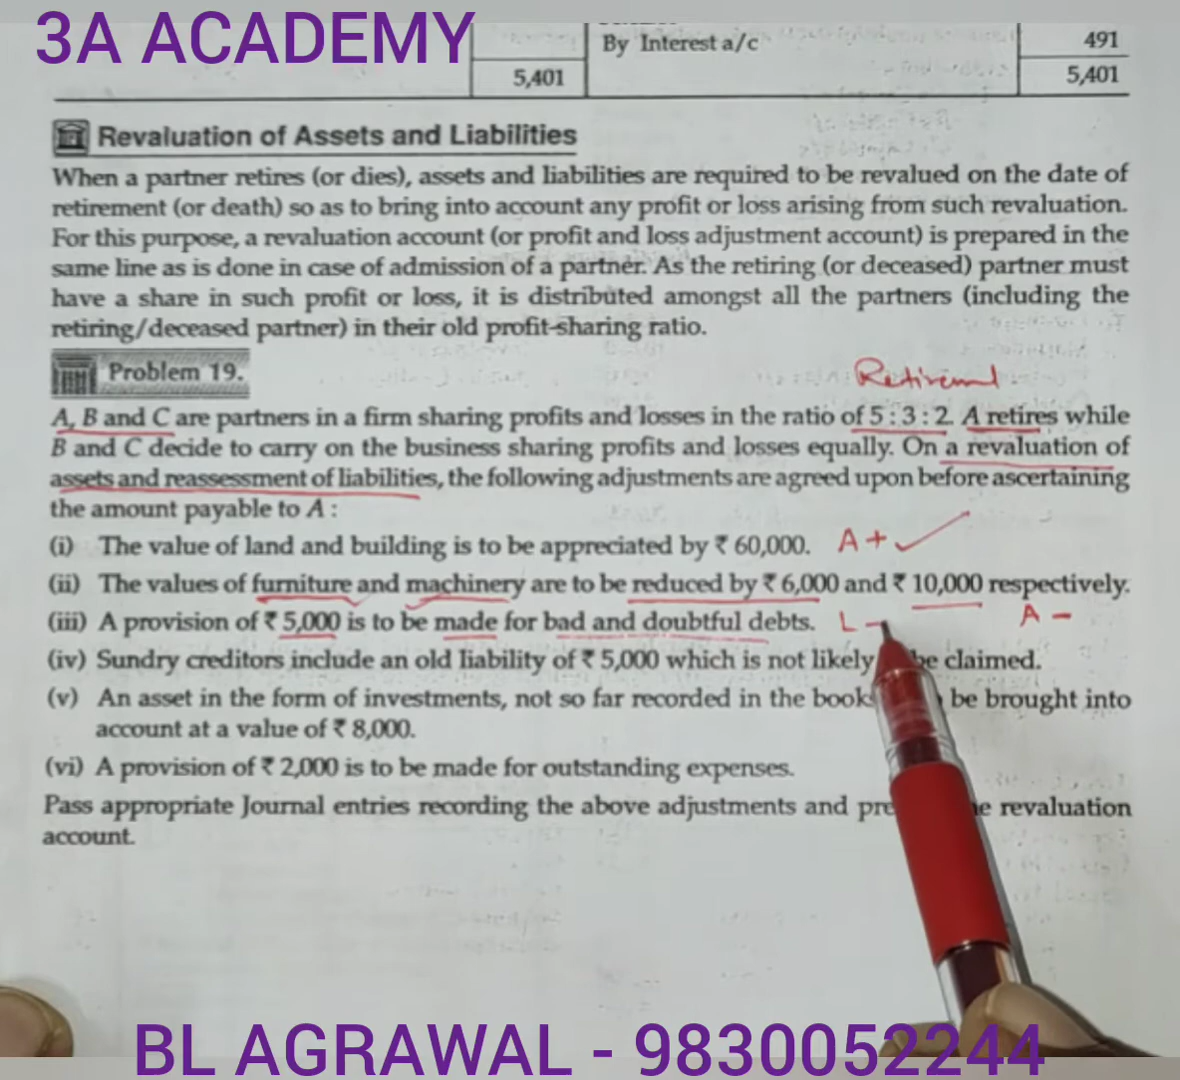 3A ACADEMY
By Interest a/c 491
5,401 5,401
Revaluation of Assets and Liabilities
When a partner retires (or dies), assets and liabilities are required to be revalued on the date of
retirement (or death) so as to bring into account any profit or loss arising from such revaluation.
For this purpose, a revaluation account (or profit and loss adjustment account) is prepared in the
same line as is done in case of admission of a partner. As the retiring (or deceased) partner must
have a share in such profit or loss, it is distributed amongst all the partners (including the
retiring/deceased partner) in their old profit-sharing ratio.
Problem 19.
A, B and C are partners in a firm sharing profits and losses in the ratio of 5 : 3 : 2. A retires while
B and C decide to carry on the business sharing profits and losses equally. On a revaluation of
assets and reassessment of liabilities, the following adjustments are agreed upon before ascertaining
the amount payable to A :
(i) The value of land and building is to be appreciated by ₹ 60,000. A +
(ii) The values of furniture and machinery are to be reduced by ₹ 6,000 and ₹ 10,000 respectively.
A -
(iii) A provision of ₹ 5,000 is to be made for bad and doubtful debts. L
(iv) Sundry creditors include an old liability of ₹ 5,000 which is not likely be claimed.
(v) An asset in the form of investments, not so far recorded in the be brought into
account at a value of ₹ 8,000.
(vi) A provision of ₹ 2,000 is to be made for outstanding expenses.
Pass appropriate Journal entries recording the above adjustments and revaluation
account.
BL AGRAWAL - 9830052244